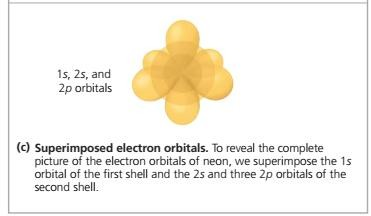 1s, 2s, and
2p orbitals
(c) Superimposed electron orbitals. To reveal the complete
picture of the electron orbitals of neon, we superimpose the 1s
orbital of the first shell and the 2s and three 2p orbitals of the
second shell.